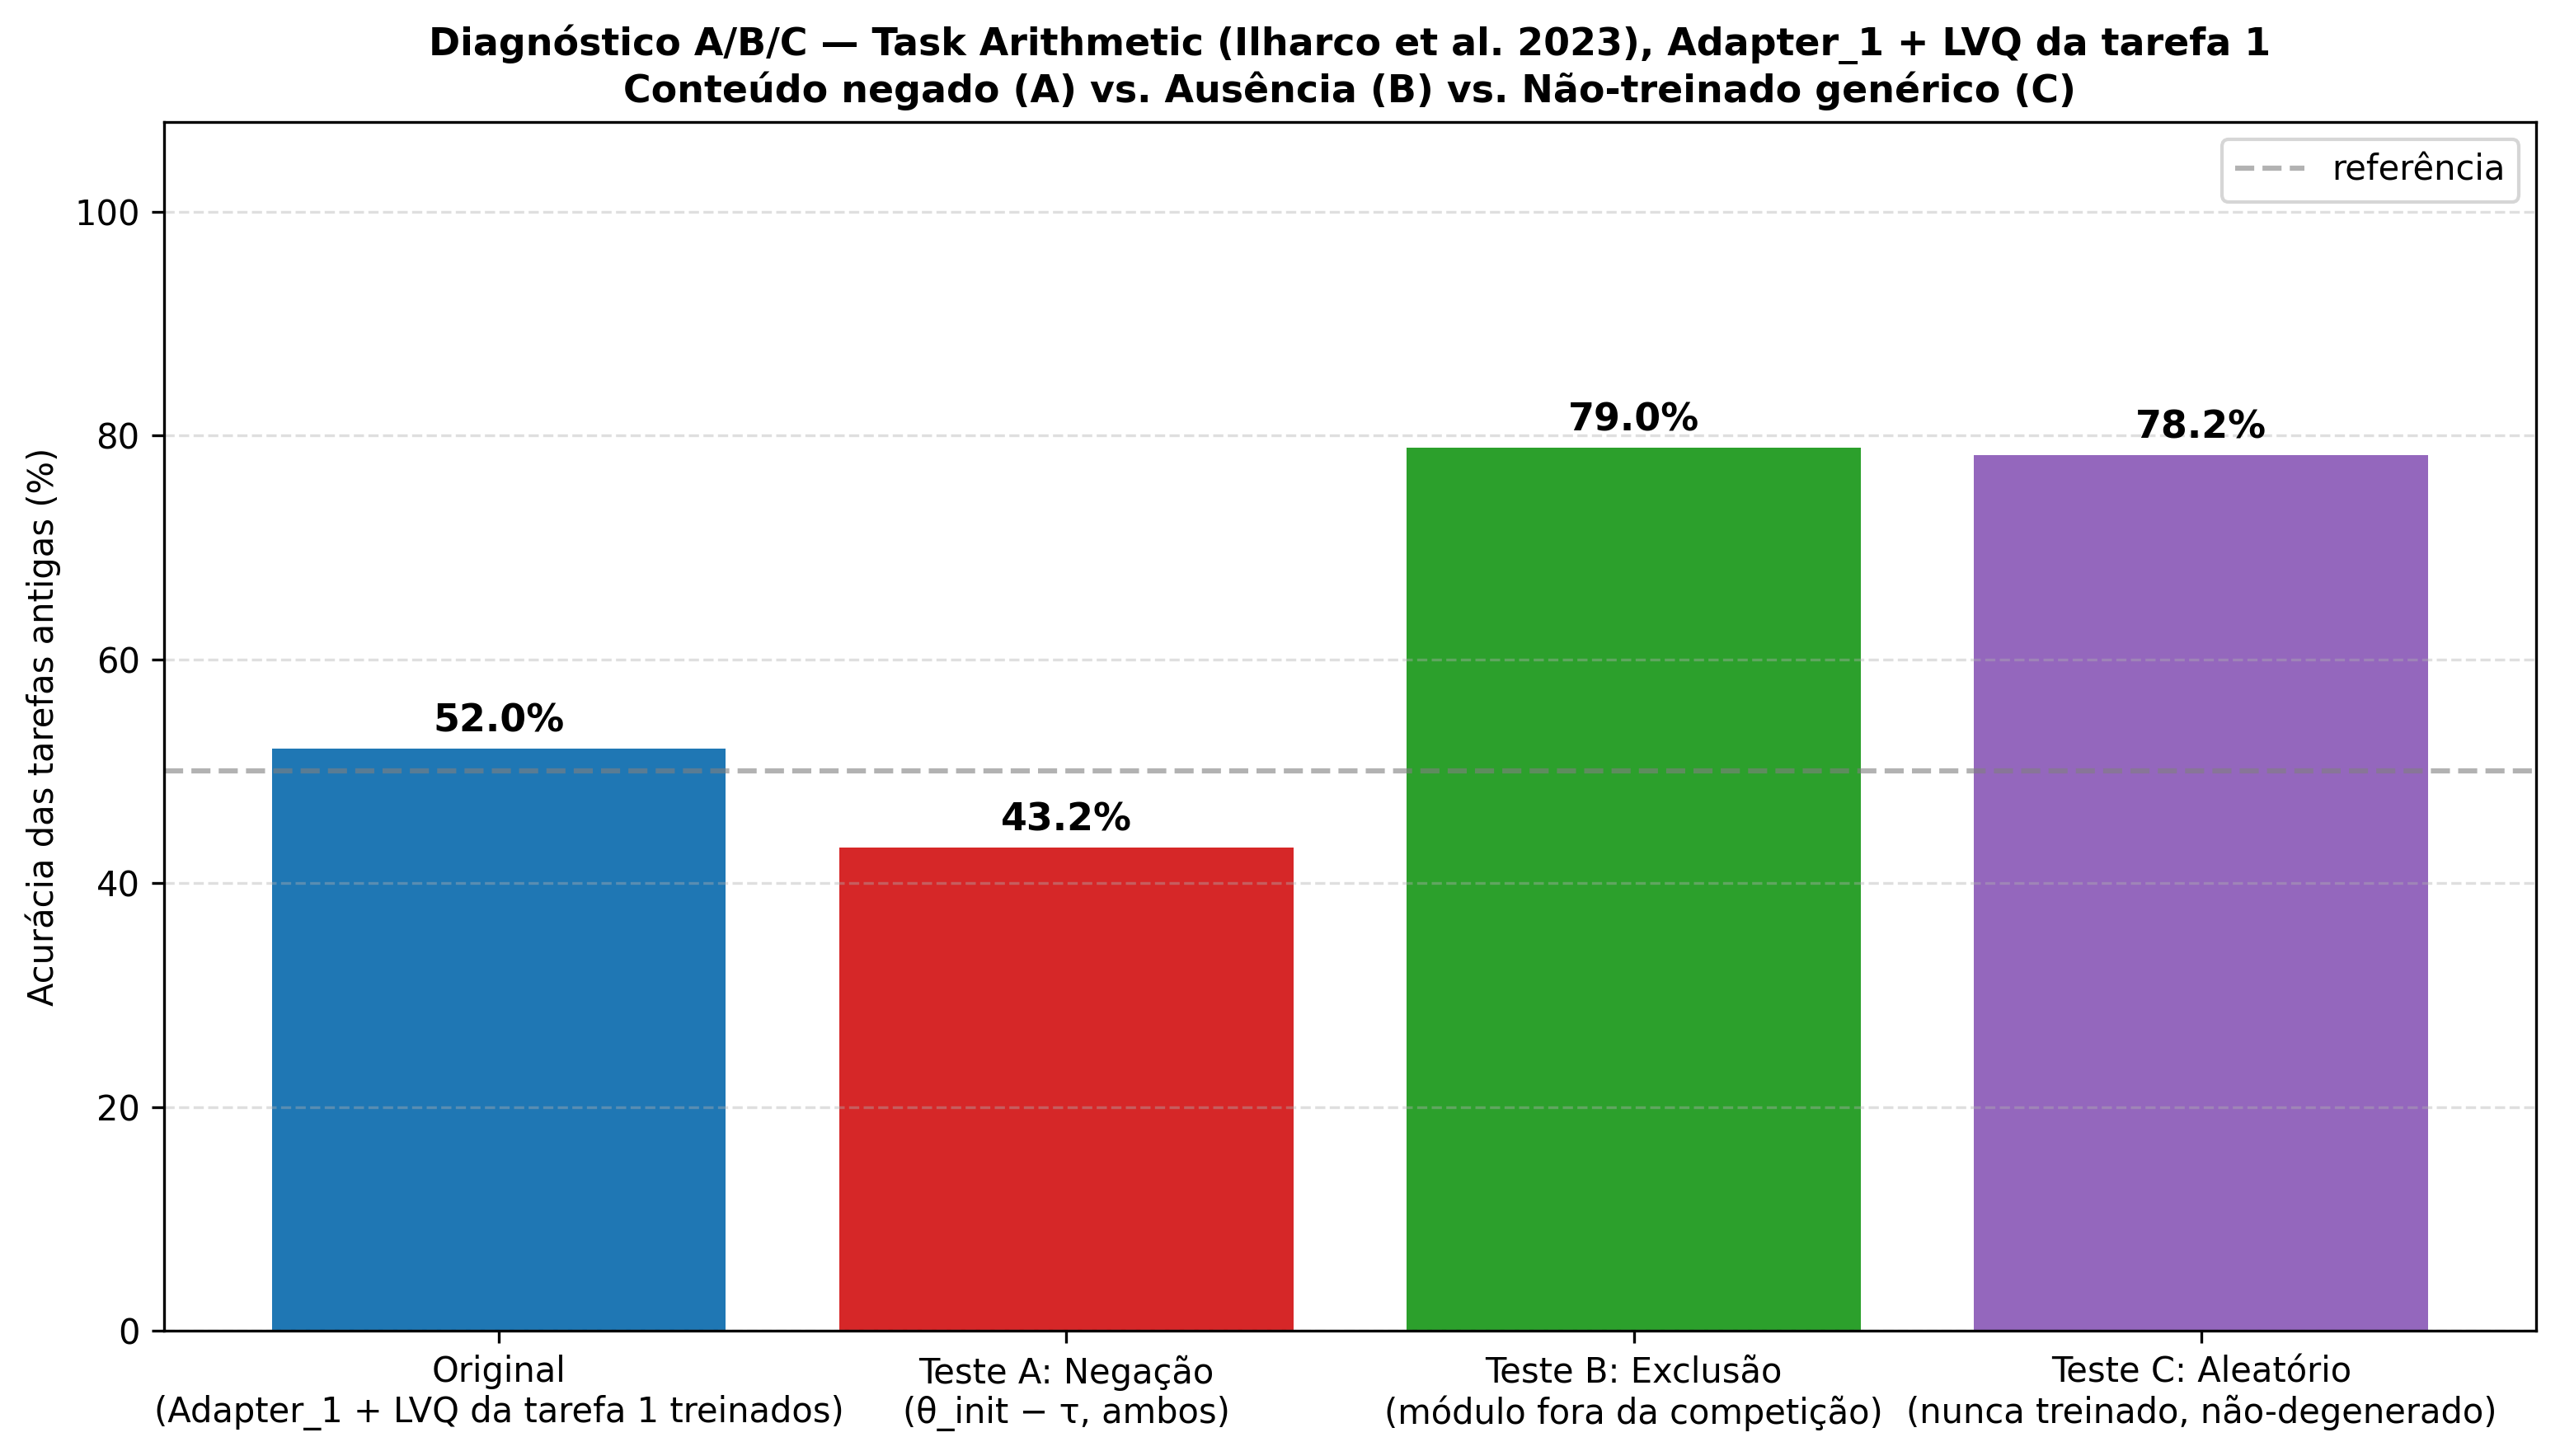 Diagnóstico A/B/C — Task Arithmetic (Ilharco et al. 2023), Adapter_1 + LVQ da tarefa 1
Conteúdo negado (A) vs. Ausência (B) vs. Não-treinado genérico (C)
referência
Acurácia das tarefas antigas (%)
100
80
60
40
20
0
52.0%
43.2%
79.0%
78.2%
Original
(Adapter_1 + LVQ da tarefa 1 treinados)
Teste A: Negação
(θ_init − τ, ambos)
Teste B: Exclusão
(módulo fora da competição)
Teste C: Aleatório
(nunca treinado, não-degenerado)